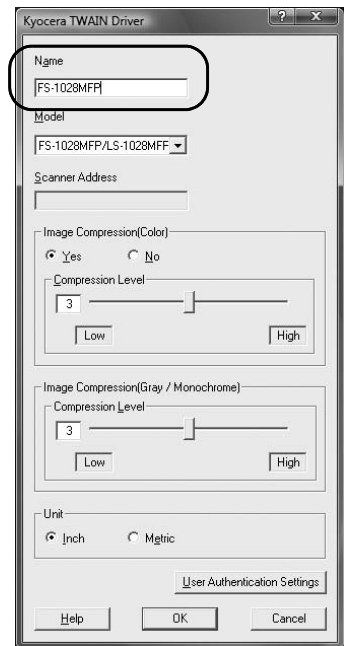 Kyocera TWAIN Driver
Name
FS-1028MFP
Model
FS-1028MFP/LS-1028MFF
Scanner Address
Image Compression(Color)
Yes No
Compression Level
3
Low High
Image Compression(Gray / Monochrome)
Compression Level
3
Low High
Unit
Inch Metric
User Authentication Settings
Help OK Cancel